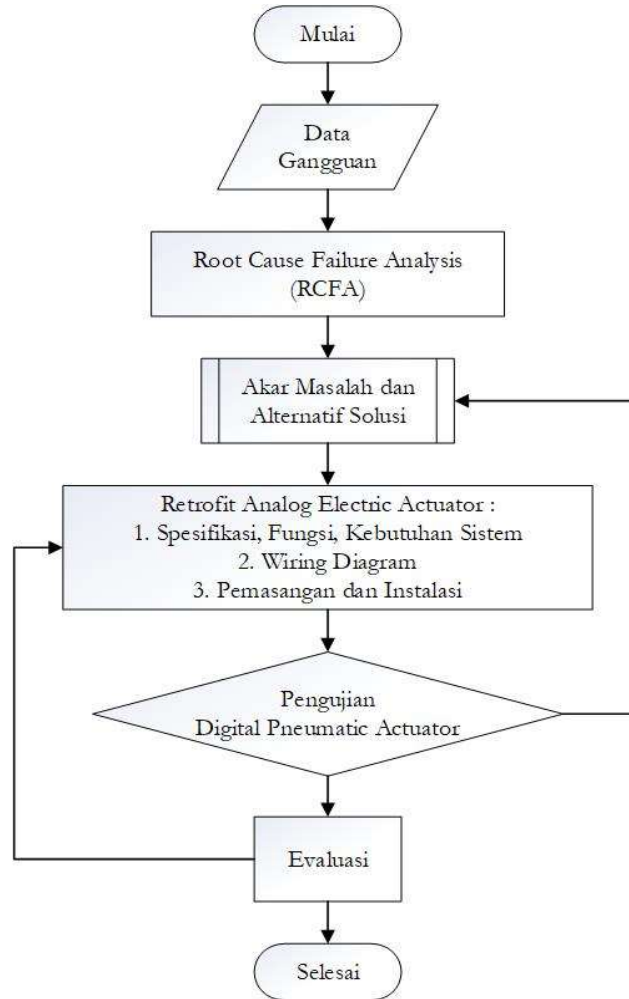 Mulai
Data
Gangguan
Root Cause Failure Analysis
(RCFA)
Akar Masalah dan
Alternatif Solusi
Retrofit Analog Electric Actuator :
1. Spesifikasi, Fungsi, Kebutuhan Sistem
2. Wiring Diagram
3. Pemasangan dan Instalasi
Pengujian
Digital Pneumatic Actuator
Evaluasi
Selesai